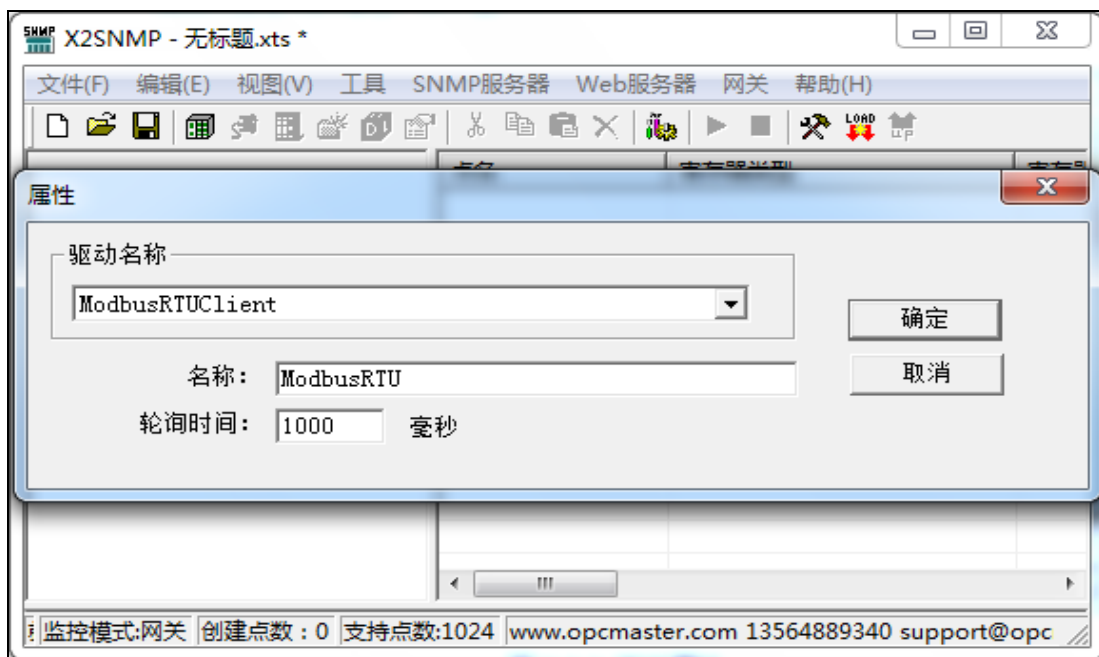 SNMP X2SNMP - 无标题.xts *
文件(F) 编辑(E) 视图(V) 工具 SNMP服务器 Web服务器 网关 帮助(H)
LOAD
属性
驱动名称
ModbusRTUClient
确定
名称: ModbusRTU
取消
轮询时间: 1000 毫秒
监控模式:网关 创建点数:0 支持点数:1024 www.opcmaster.com 13564889340 support@opc